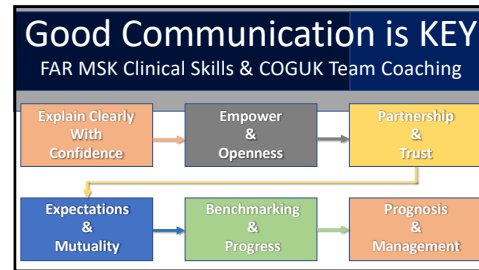 Good Communication is KEY
FAR MSK Clinical Skills & COGUK Team Coaching
Explain Clearly
With
Confidence
Empower
&
Openness
Partnership
&
Trust
Expectations
&
Mutuality
Benchmarking
&
Progress
Prognosis
&
Management